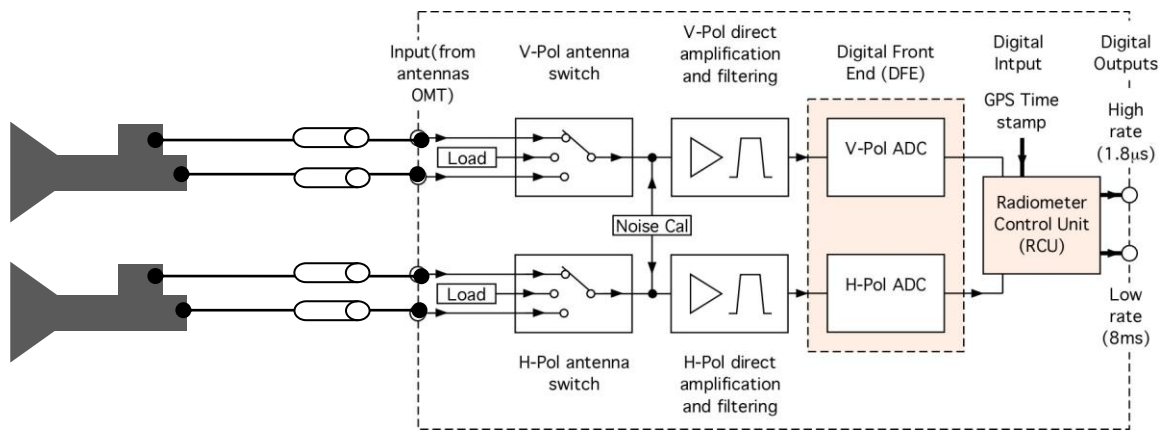 Input(from
antennas
OMT)
V-Pol antenna
switch
V-Pol direct
amplification
and filtering
Digital Front
End (DFE)
Digital
Intput
GPS Time
stamp
Digital
Outputs
High
rate
(1.8µs)
Load
V-Pol ADC
Noise Cal
Radiometer
Control Unit
(RCU)
Load
H-Pol ADC
Low
rate
(8ms)
H-Pol antenna
switch
H-Pol direct
amplification
and filtering